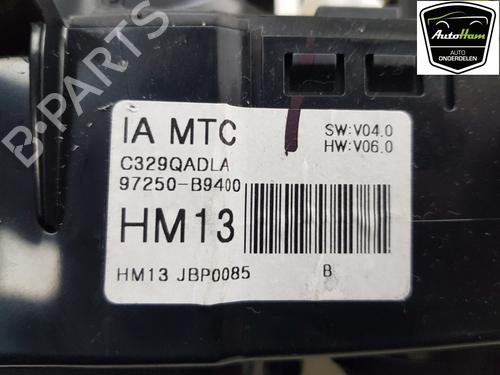 AutoHam
AUTO
ONDERDELEN
B-PARTS
IA MTC
SW:V04.0
HW:V06.0
C329QADLA
97250-B9400
HM13
HM13 JBP0085
B